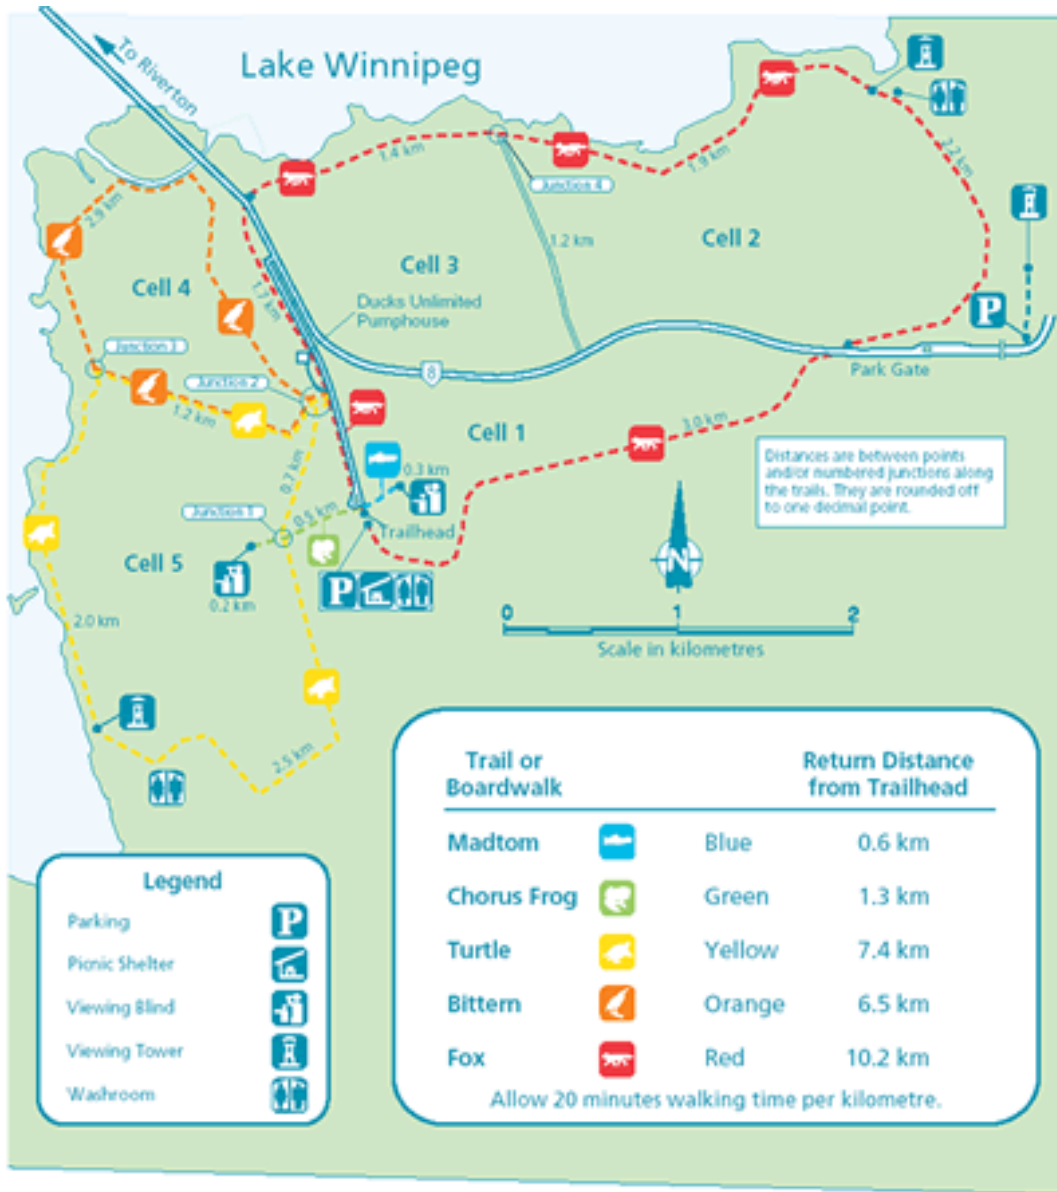 To Riverton
Lake Winnipeg
1.4 km
Junction 4
1.9 km
2.2 km
2.9 km
1.2 km
Cell 2
Cell 3
Cell 4
1.7 km
Ducks Unlimited
Pumphouse
P
Junction 3
8
Park Gate
Junction 2
1.2 km
3.0 km
Cell 1
0.7 km
0.3 km
Distances are between points
and/or numbered junctions along
the trails. They are rounded off
to one decimal point.
Junction 1
0.5 km
Trailhead
Cell 5
N
P
0.2 km
2.0 km
0 1 2
Scale in kilometres
2.5 km
Trail or
Boardwalk
Return Distance
from Trailhead
Madtom Blue 0.6 km
Chorus Frog Green 1.3 km
Turtle Yellow 7.4 km
Bittern Orange 6.5 km
Fox Red 10.2 km
Allow 20 minutes walking time per kilometre.
Legend
Parking P
Picnic Shelter
Viewing Blind
Viewing Tower
Washroom